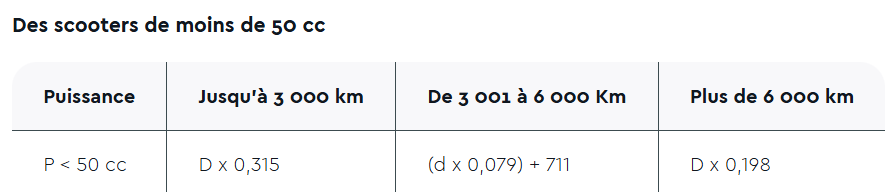 Des scooters de moins de 50 cc
Puissance Jusqu'à 3 000 km De 3 001 à 6 000 Km Plus de 6 000 km
P < 50 cc D x 0,315 (d x 0,079) + 711 D x 0,198